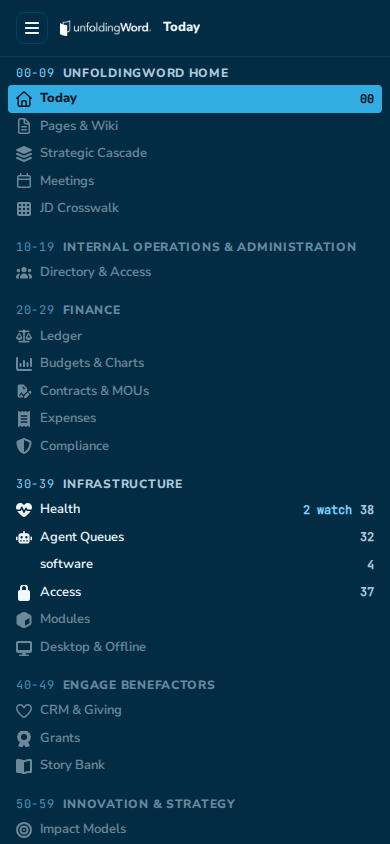 unfoldingWord. Today
00-09 UNFOLDINGWORD HOME
Today 00
Pages & Wiki
Strategic Cascade
Meetings
JD Crosswalk
10-19 INTERNAL OPERATIONS & ADMINISTRATION
Directory & Access
20-29 FINANCE
Ledger
Budgets & Charts
Contracts & MOUs
Expenses
Compliance
30-39 INFRASTRUCTURE
Health 2 watch 38
Agent Queues 32
software 4
Access 37
Modules
Desktop & Offline
40-49 ENGAGE BENEFACTORS
CRM & Giving
Grants
Story Bank
50-59 INNOVATION & STRATEGY
Impact Models